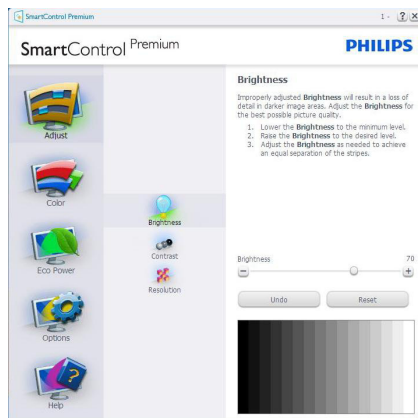 SmartControl Premium
1 -
?
X
SmartControl Premium
PHILIPS
Adjust
Color
Eco Power
Options
Help
Brightness
Contrast
Resolution
Brightness
Improperly adjusted Brightness will result in a loss of
detail in darker image areas. Adjust the Brightness for
the best possible picture quality.
1. Lower the Brightness to the minimum level.
2. Raise the Brightness to the desired level.
3. Adjust the Brightness as needed to achieve
an equal separation of the stripes.
Brightness 70
Undo Reset